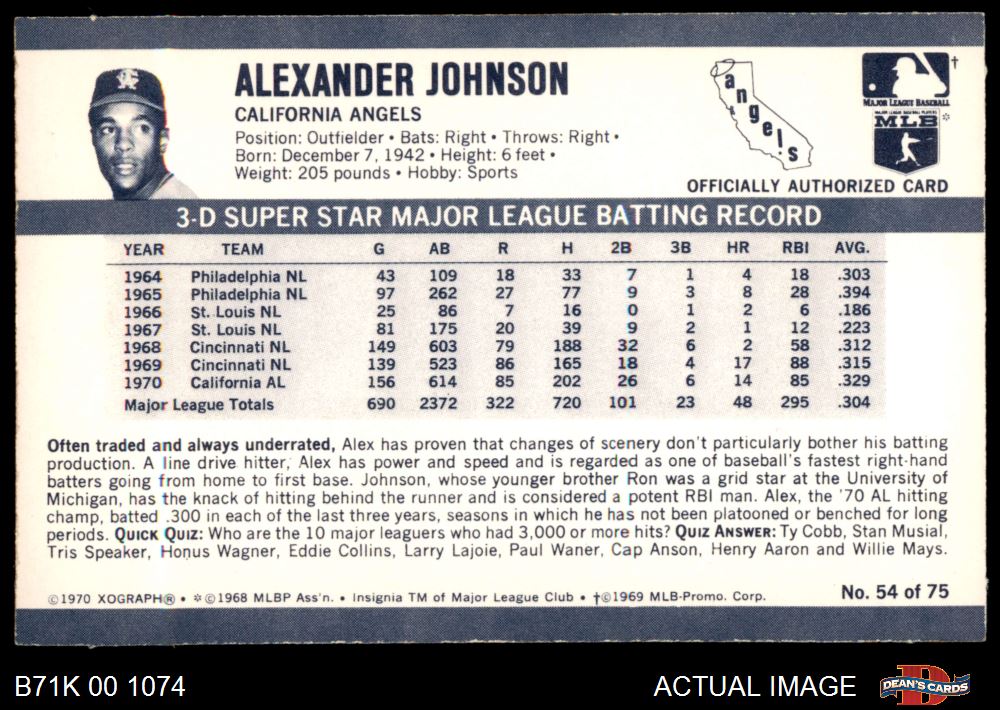 ALEXANDER JOHNSON
CALIFORNIA ANGELS
Position: Outfielder • Bats: Right • Throws: Right •
Born: December 7, 1942 • Height: 6 feet •
Weight: 205 pounds • Hobby: Sports
angels
†
MAJOR LEAGUE BASEBALL
MLB *
OFFICIALLY AUTHORIZED CARD
3-D SUPER STAR MAJOR LEAGUE BATTING RECORD
YEAR TEAM G AB R H 2B 3B HR RBI AVG.
1964 Philadelphia NL 43 109 18 33 7 1 4 18 .303
1965 Philadelphia NL 97 262 27 77 9 3 8 28 .394
1966 St. Louis NL 25 86 7 16 0 1 2 6 .186
1967 St. Louis NL 81 175 20 39 9 2 1 12 .223
1968 Cincinnati NL 149 603 79 188 32 6 2 58 .312
1969 Cincinnati NL 139 523 86 165 18 4 17 88 .315
1970 California AL 156 614 85 202 26 6 14 85 .329
Major League Totals 690 2372 322 720 101 23 48 295 .304
Often traded and always underrated, Alex has proven that changes of scenery don't particularly bother his batting
production. A line drive hitter, Alex has power and speed and is regarded as one of baseball's fastest right-hand
batters going from home to first base. Johnson, whose younger brother Ron was a grid star at the University of
Michigan, has the knack of hitting behind the runner and is considered a potent RBI man. Alex, the '70 AL hitting
champ, batted .300 in each of the last three years, seasons in which he has not been platooned or benched for long
periods. QUICK QUIZ: Who are the 10 major leaguers who had 3,000 or more hits? QUIZ ANSWER: Ty Cobb, Stan Musial,
Tris Speaker, Honus Wagner, Eddie Collins, Larry Lajoie, Paul Waner, Cap Anson, Henry Aaron and Willie Mays.
©1970 XOGRAPH® • *©1968 MLBP Ass'n. • Insignia TM of Major League Club • †©1969 MLB-Promo. Corp.
No. 54 of 75
B71K 00 1074
ACTUAL IMAGE
DEAN'S CARDS